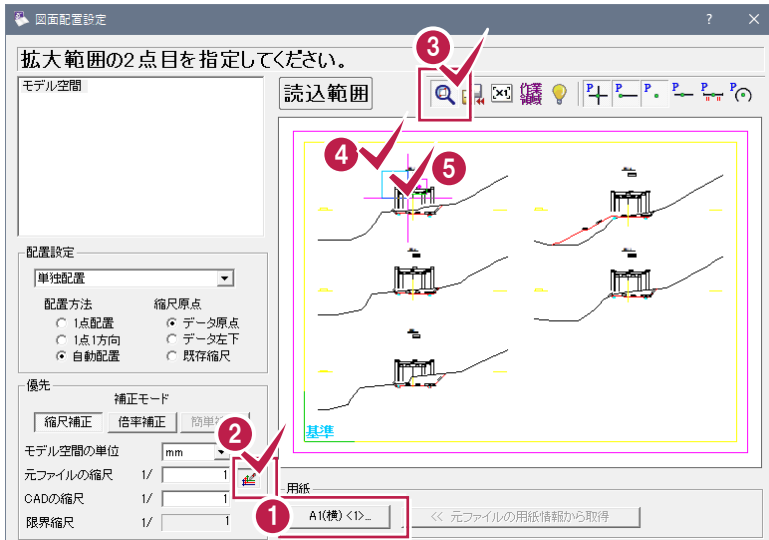 図面配置設定
拡大範囲の2点目を指定してください。
3
モデル空間
読込範囲
作業領域
P P P P P P
4
5
配置設定
単独配置
配置方法 縮尺原点
1点配置 データ原点
1点1方向 データ左下
自動配置 既存縮尺
基準
優先
補正モード
縮尺補正 倍率補正
2
モデル空間の単位 mm
元ファイルの縮尺 1/ 1
CADの縮尺 1/ 1
限界縮尺 1/ 1
用紙
1
A1(横) <1>...
<< 元ファイルの用紙情報から取得